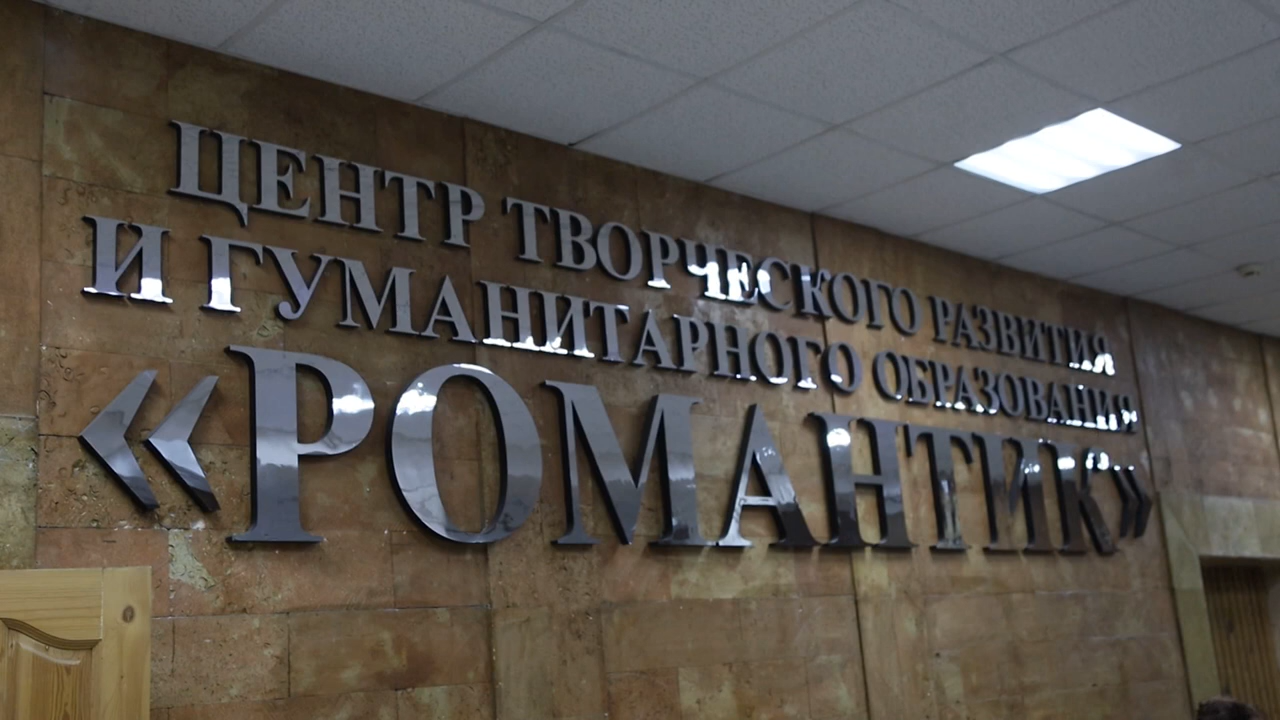 ЦЕНТР ТВОРЧЕСКОГО РАЗВИТИЯ
И ГУМАНИТАРНОГО ОБРАЗОВАНИЯ
«РОМАНТИК»